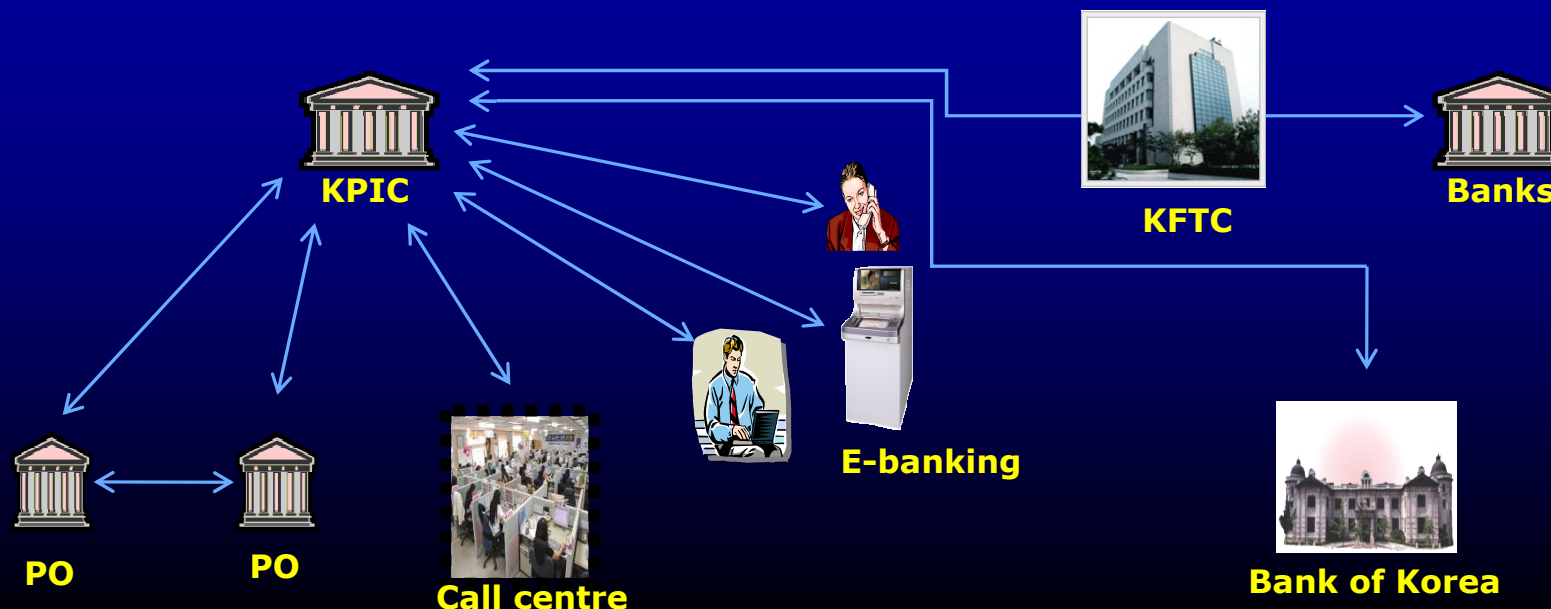 KPIC
KFTC
Banks
E-banking
PO
PO
Call centre
Bank of Korea